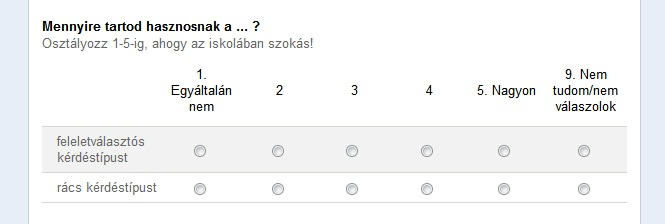 Mennyire tartod hasznosnak a ... ?
Osztályozz 1-5-ig, ahogy az iskolában szokás!
1.
Egyáltalán
nem
2
3
4
5. Nagyon
9. Nem
tudom/nem
válaszolok
feleletválasztós
kérdéstípust
rács kérdéstípust